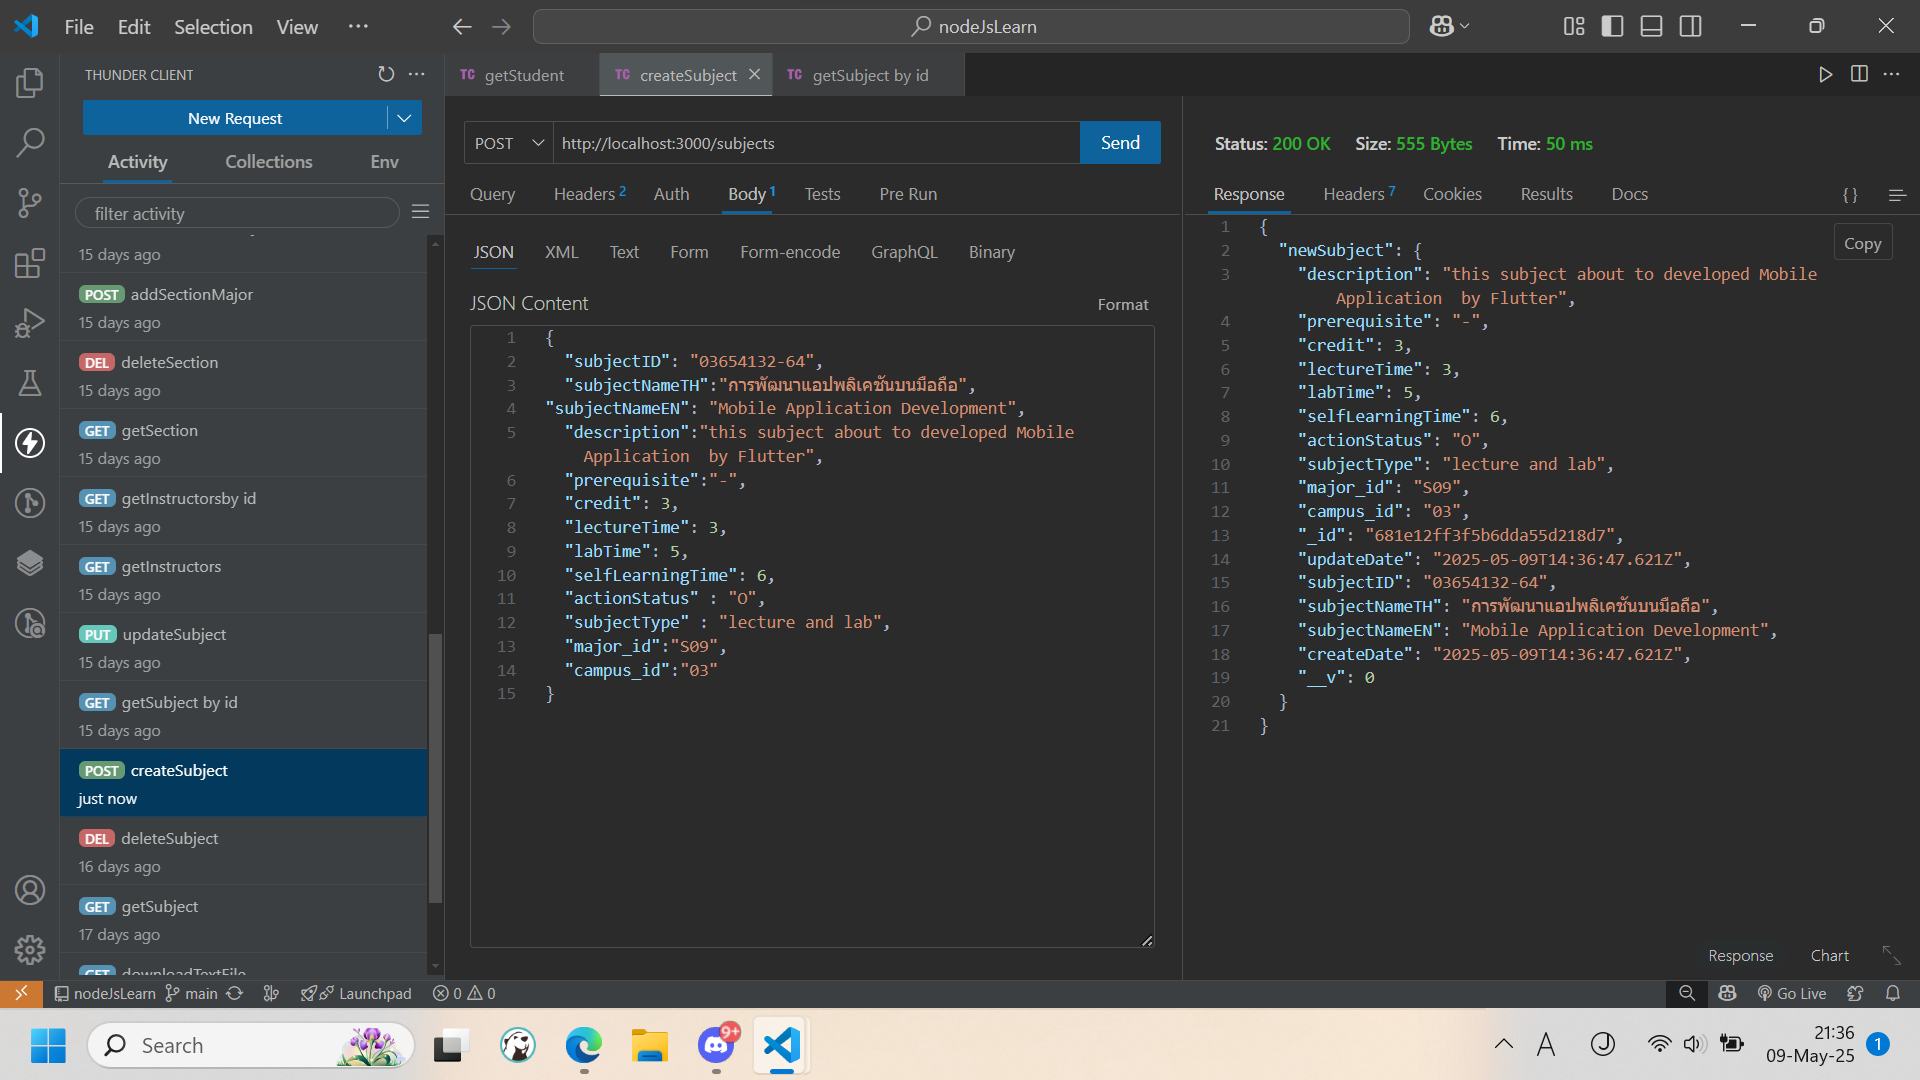 File Edit Selection View ···
nodeJsLearn
THUNDER CLIENT
New Request
Activity Collections Env
filter activity
15 days ago
POST addSectionMajor
15 days ago
DEL deleteSection
15 days ago
GET getSection
15 days ago
GET getInstructorsby id
15 days ago
GET getInstructors
15 days ago
PUT updateSubject
15 days ago
GET getSubject by id
15 days ago
POST createSubject
just now
DEL deleteSubject
16 days ago
GET getSubject
17 days ago
GET downloadTextFile
TC getStudent TC createSubject TC getSubject by id
POST http://localhost:3000/subjects Send
Query Headers 2 Auth Body 1 Tests Pre Run
JSON XML Text Form Form-encode GraphQL Binary
JSON Content Format
1 {
2 "subjectID": "03654132-64",
3 "subjectNameTH":"การพัฒนาแอปพลิเคชันบนมือถือ",
4 "subjectNameEN": "Mobile Application Development",
5 "description":"this subject about to developed Mobile
Application  by Flutter",
6 "prerequisite":"-",
7 "credit": 3,
8 "lectureTime": 3,
9 "labTime": 5,
10 "selfLearningTime": 6,
11 "actionStatus" : "O",
12 "subjectType" : "lecture and lab",
13 "major_id":"S09",
14 "campus_id":"03"
15 }
Status: 200 OK Size: 555 Bytes Time: 50 ms
Response Headers 7 Cookies Results Docs {}
Copy
1 {
2 "newSubject": {
3 "description": "this subject about to developed Mobile
Application  by Flutter",
4 "prerequisite": "-",
5 "credit": 3,
6 "lectureTime": 3,
7 "labTime": 5,
8 "selfLearningTime": 6,
9 "actionStatus": "O",
10 "subjectType": "lecture and lab",
11 "major_id": "S09",
12 "campus_id": "03",
13 "_id": "681e12ff3f5b6dda55d218d7",
14 "updateDate": "2025-05-09T14:36:47.621Z",
15 "subjectID": "03654132-64",
16 "subjectNameTH": "การพัฒนาแอปพลิเคชันบนมือถือ",
17 "subjectNameEN": "Mobile Application Development",
18 "createDate": "2025-05-09T14:36:47.621Z",
19 "__v": 0
20 }
21 }
Response Chart
nodeJsLearn main Launchpad 0 0 Go Live
Search 9+ A J 21:36
09-May-25 1